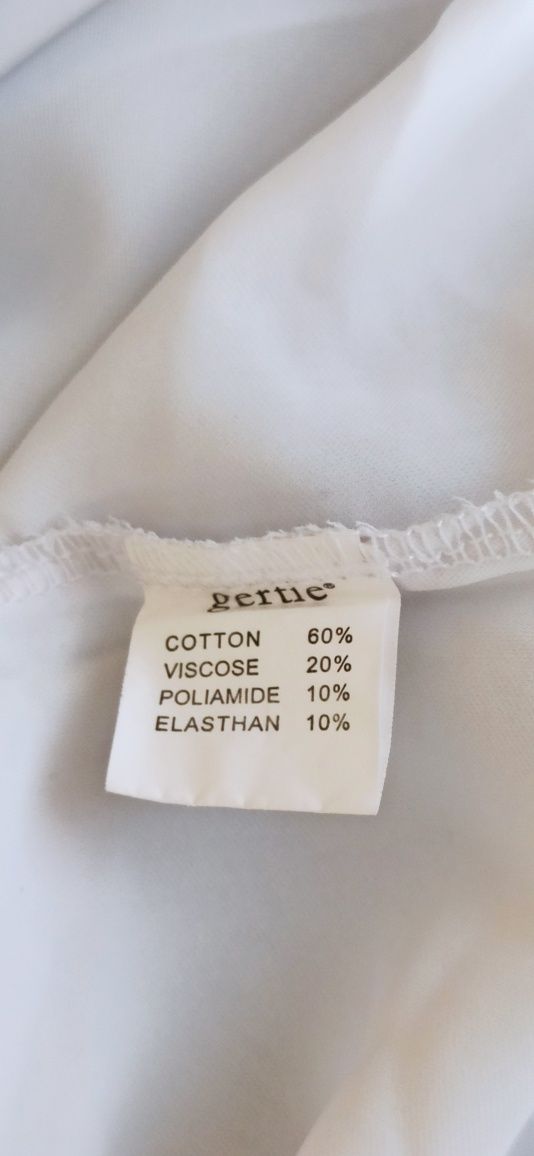 gertie®
COTTON 60%
VISCOSE 20%
POLIAMIDE 10%
ELASTHAN 10%